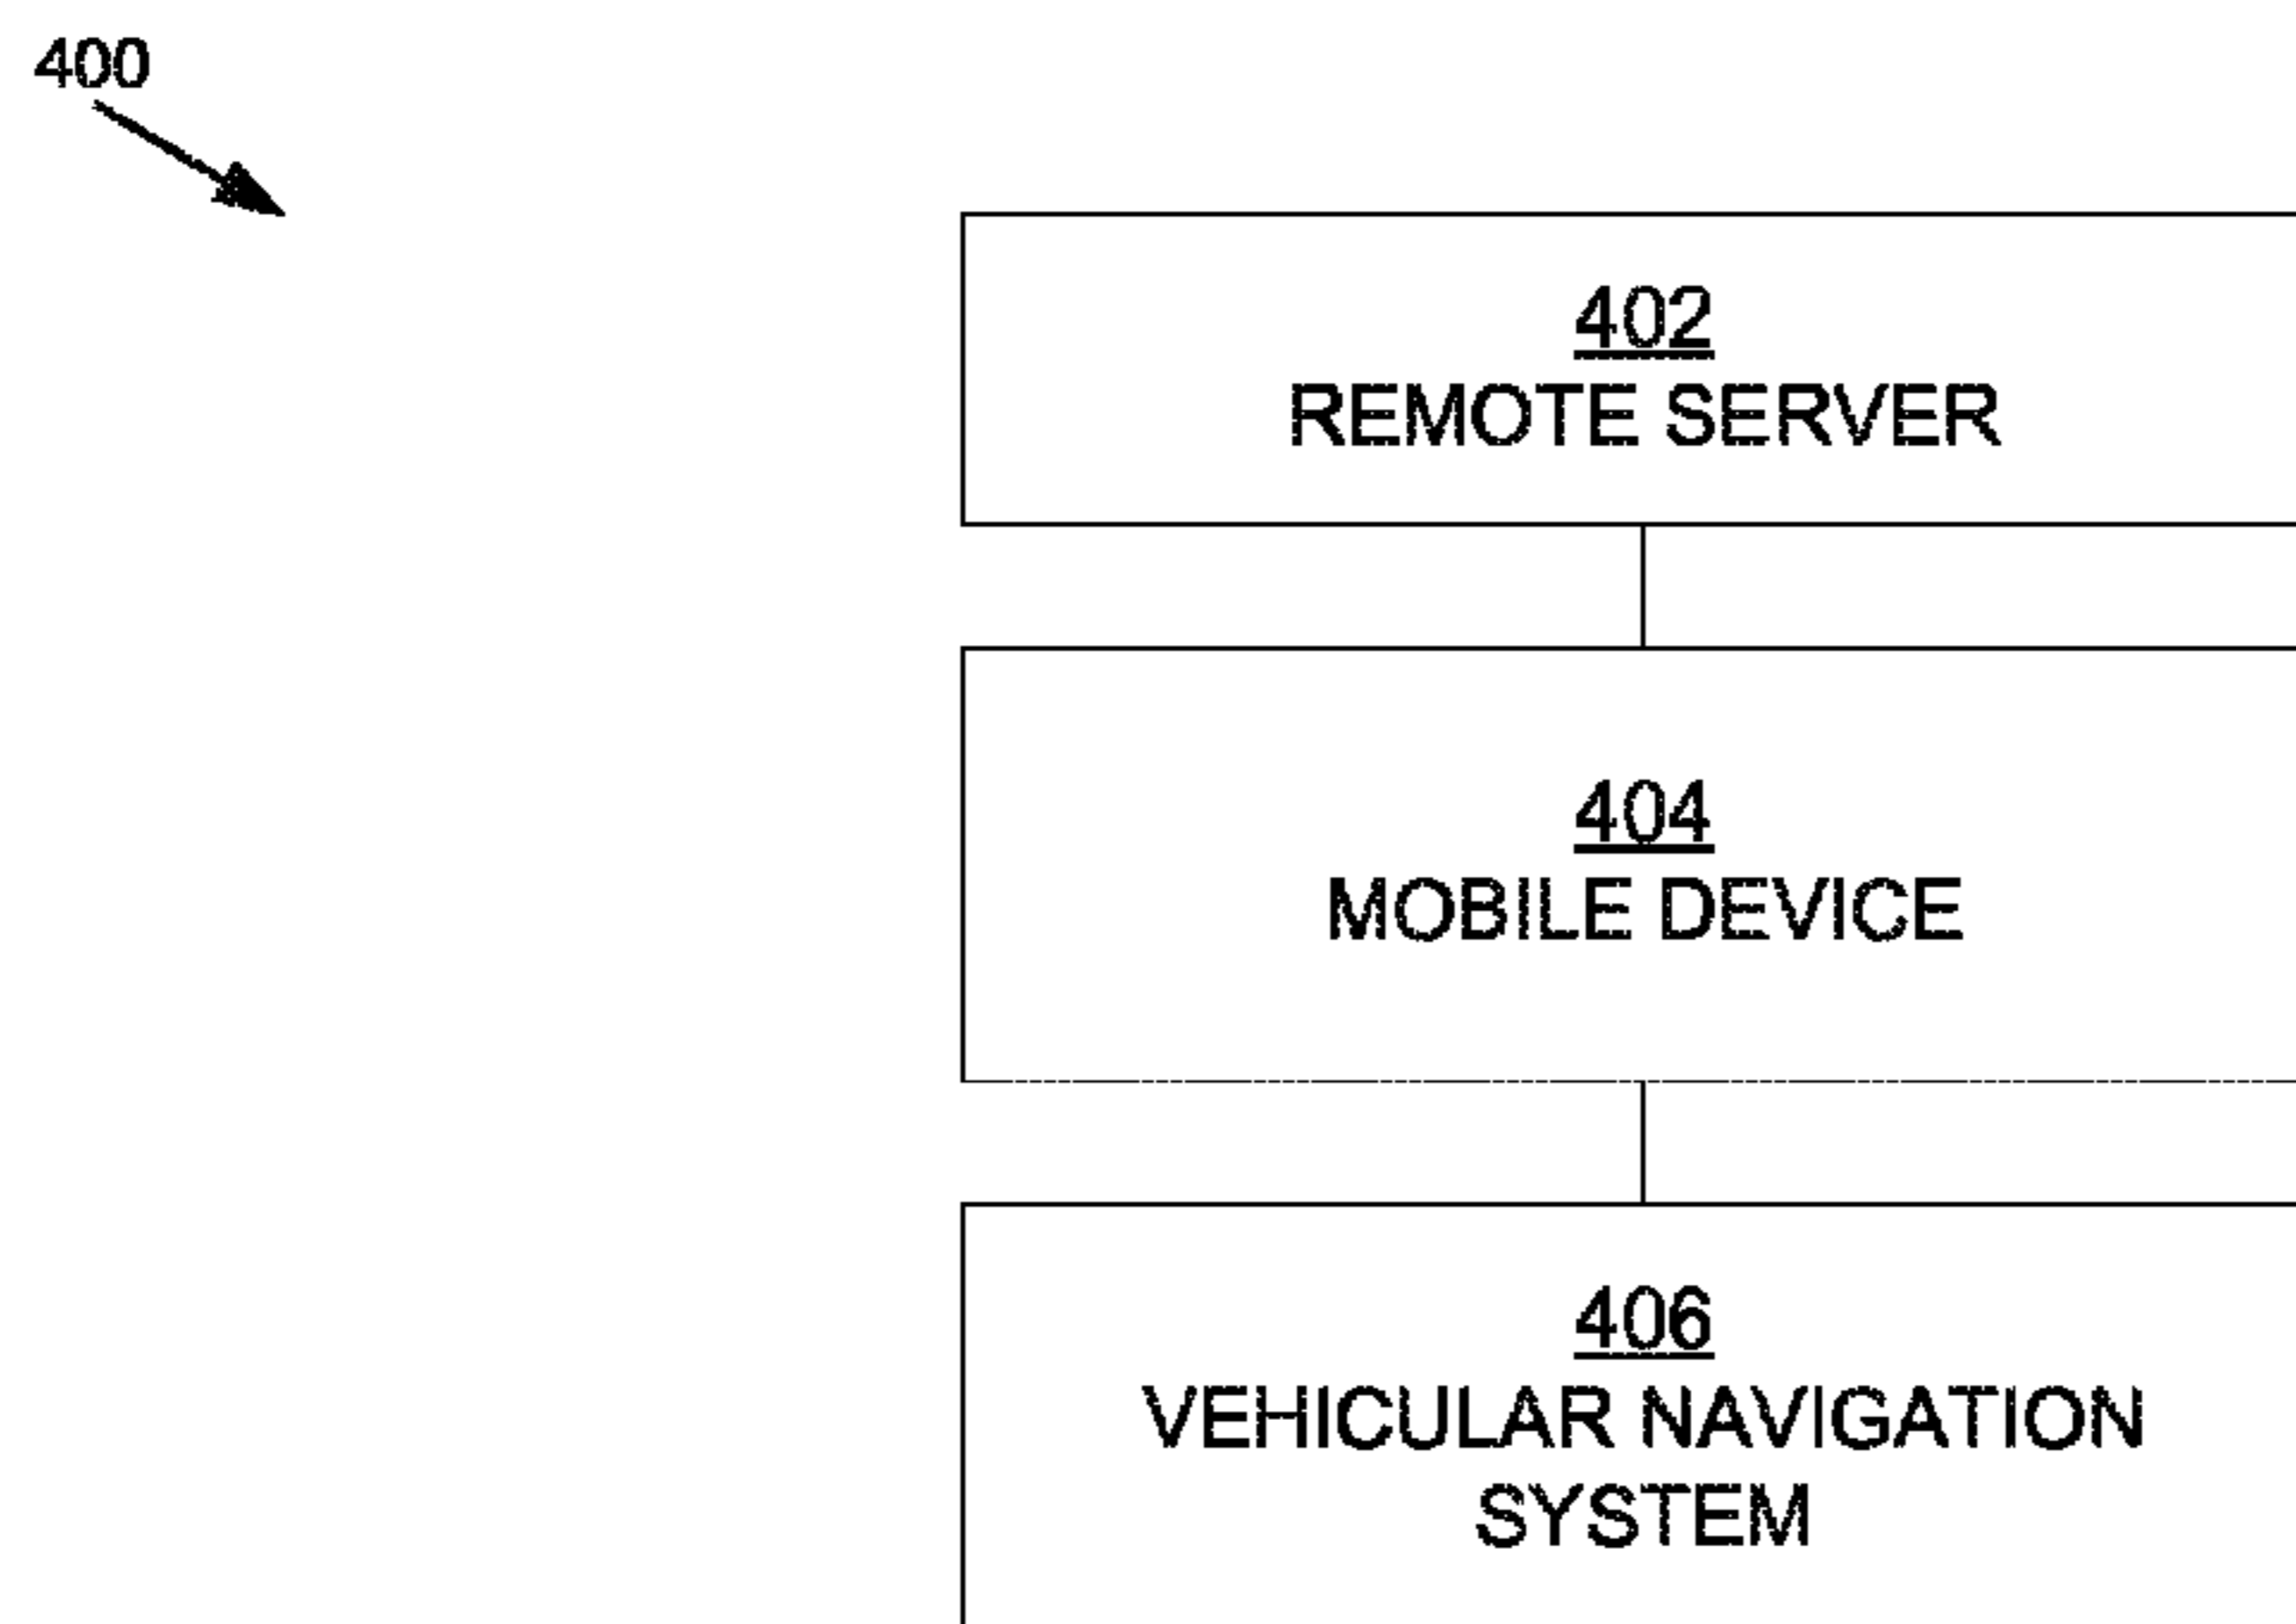 400
402
REMOTE SERVER
404
MOBILE DEVICE
406
VEHICULAR NAVIGATION
SYSTEM